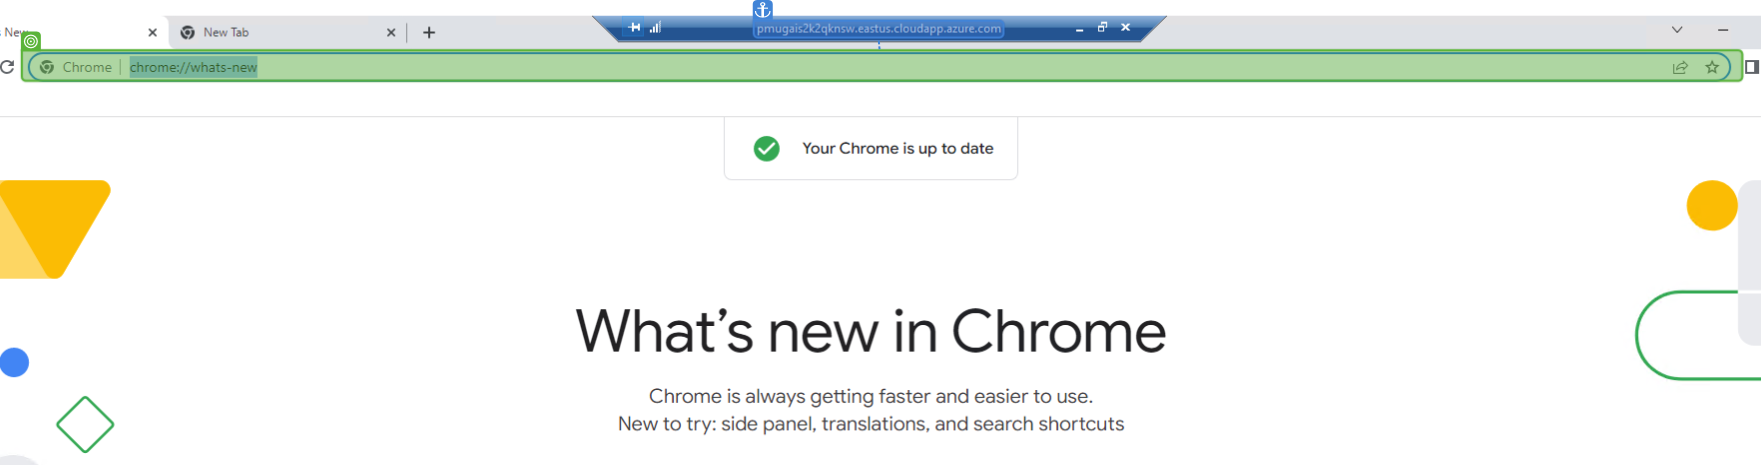 s New
New Tab
pmugais2k2qknsw.eastus.cloudapp.azure.com
Chrome
chrome://whats-new
Your Chrome is up to date
What's new in Chrome
Chrome is always getting faster and easier to use.
New to try: side panel, translations, and search shortcuts